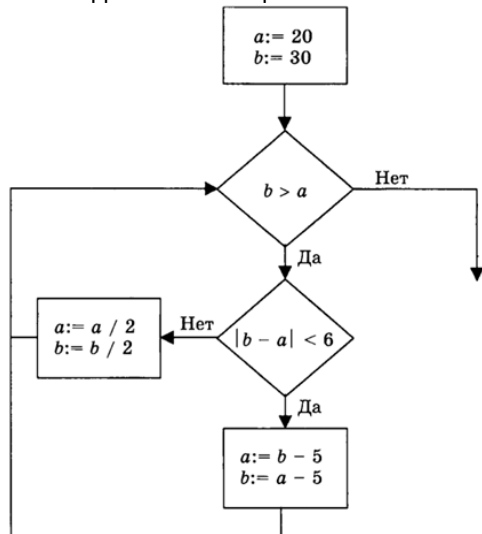 a:= 20
b:= 30
b > a
Нет
Да
a:= a / 2
b:= b / 2
Нет
|b – a| < 6
Да
a:= b – 5
b:= a – 5